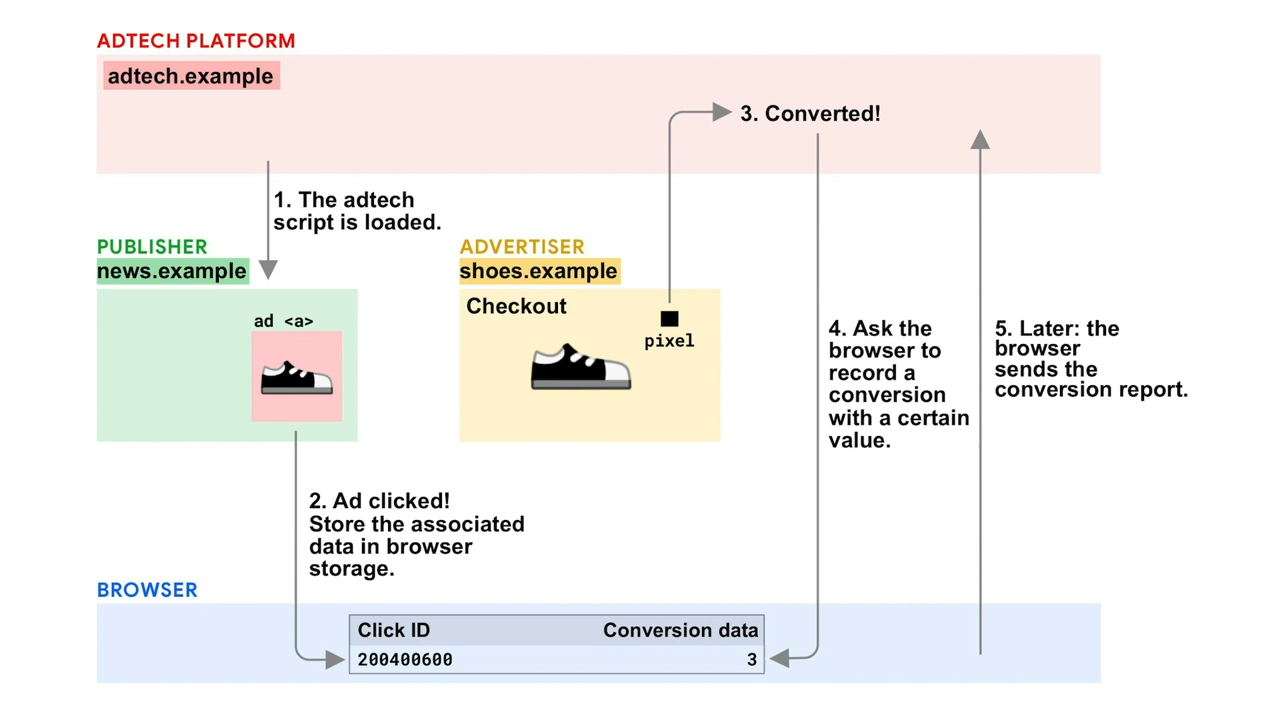 ADTECH PLATFORM
adtech.example
3. Converted!
1. The adtech
script is loaded.
PUBLISHER
news.example
ad <a>
ADVERTISER
shoes.example
Checkout
pixel
4. Ask the
browser to
record a
conversion
with a certain
value.
5. Later: the
browser
sends the
conversion report.
2. Ad clicked!
Store the associated
data in browser
storage.
BROWSER
Click ID Conversion data
200400600 3